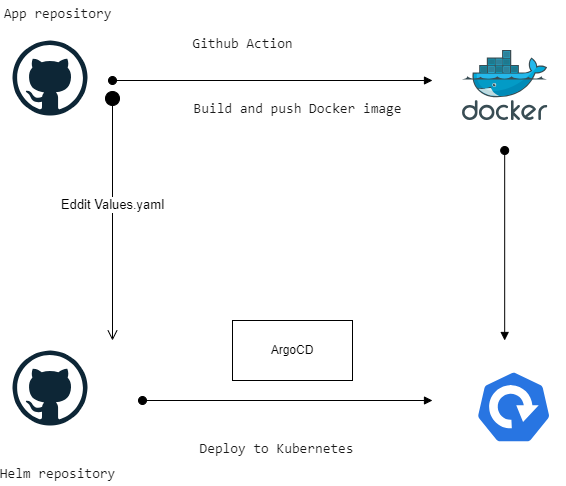 App repository
Github Action
Build and push Docker image
docker
Eddit Values.yaml
ArgoCD
Deploy to Kubernetes
Helm repository